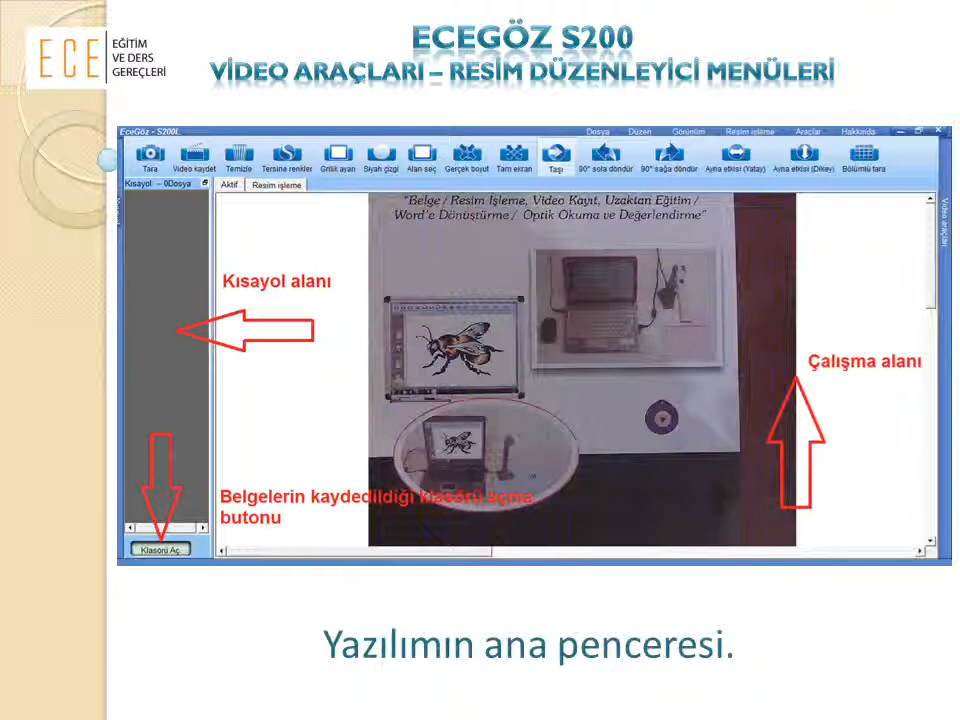 ECE
EĞİTİM
VE DERS
GEREÇLERİ
ECEGÖZ S200
VİDEO ARAÇLARI – RESİM DÜZENLEYİCİ MENÜLERİ
EceGöz - S200L
Dosya Düzen Görünüm Resim işleme Araçlar Hakkında
Tara Video kaydet Temizle Tersine renkler Grilik ayarı Siyah çizgi Alan seç Gerçek boyut Tam ekran Taşı 90° sola döndür 90° sağa döndür Ayna etkisi (Yatay) Ayna etkisi (Dikey) Bölümlü tara
Kısayol – 0Dosya
Aktif Resim işleme
Video araçları
"Belge / Resim İşleme, Video Kayıt, Uzaktan Eğitim /
Word'e Dönüştürme / Optik Okuma ve Değerlendirme"
Kısayol alanı
Çalışma alanı
Belgelerin kaydedildiği klasörü açma
butonu
Klasörü Aç
Yazılımın ana penceresi.